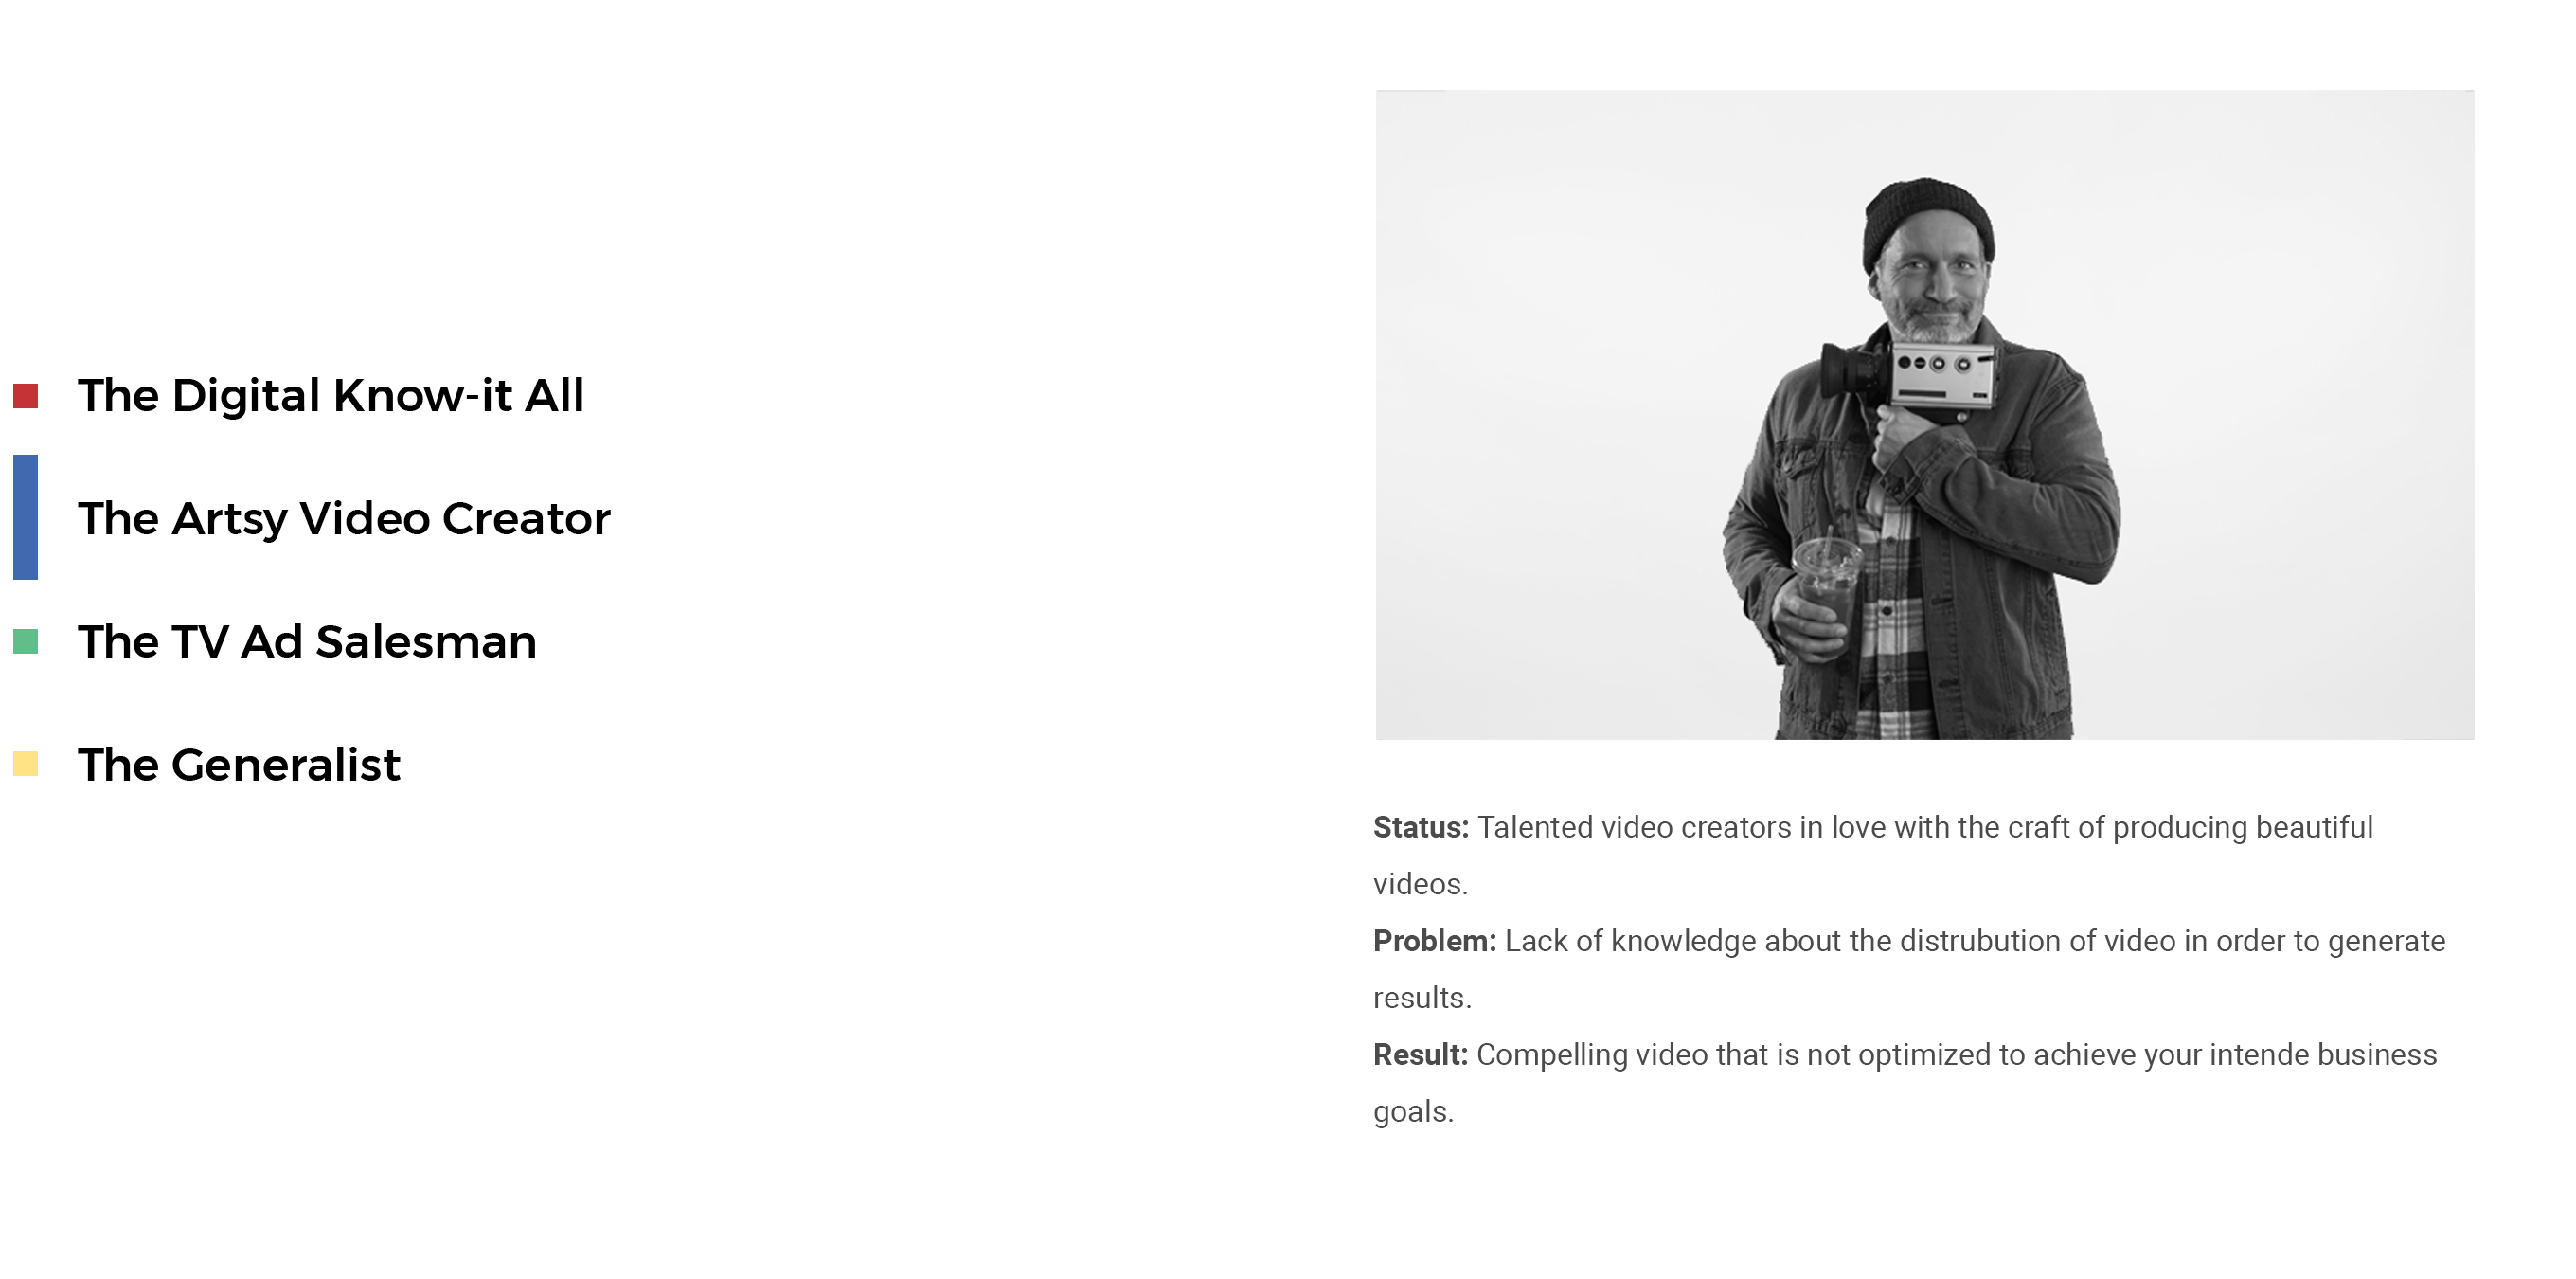 The Digital Know-it All
The Artsy Video Creator
The TV Ad Salesman
The Generalist
Status: Talented video creators in love with the craft of producing beautiful
videos.
Problem: Lack of knowledge about the distrubution of video in order to generate
results.
Result: Compelling video that is not optimized to achieve your intende business
goals.